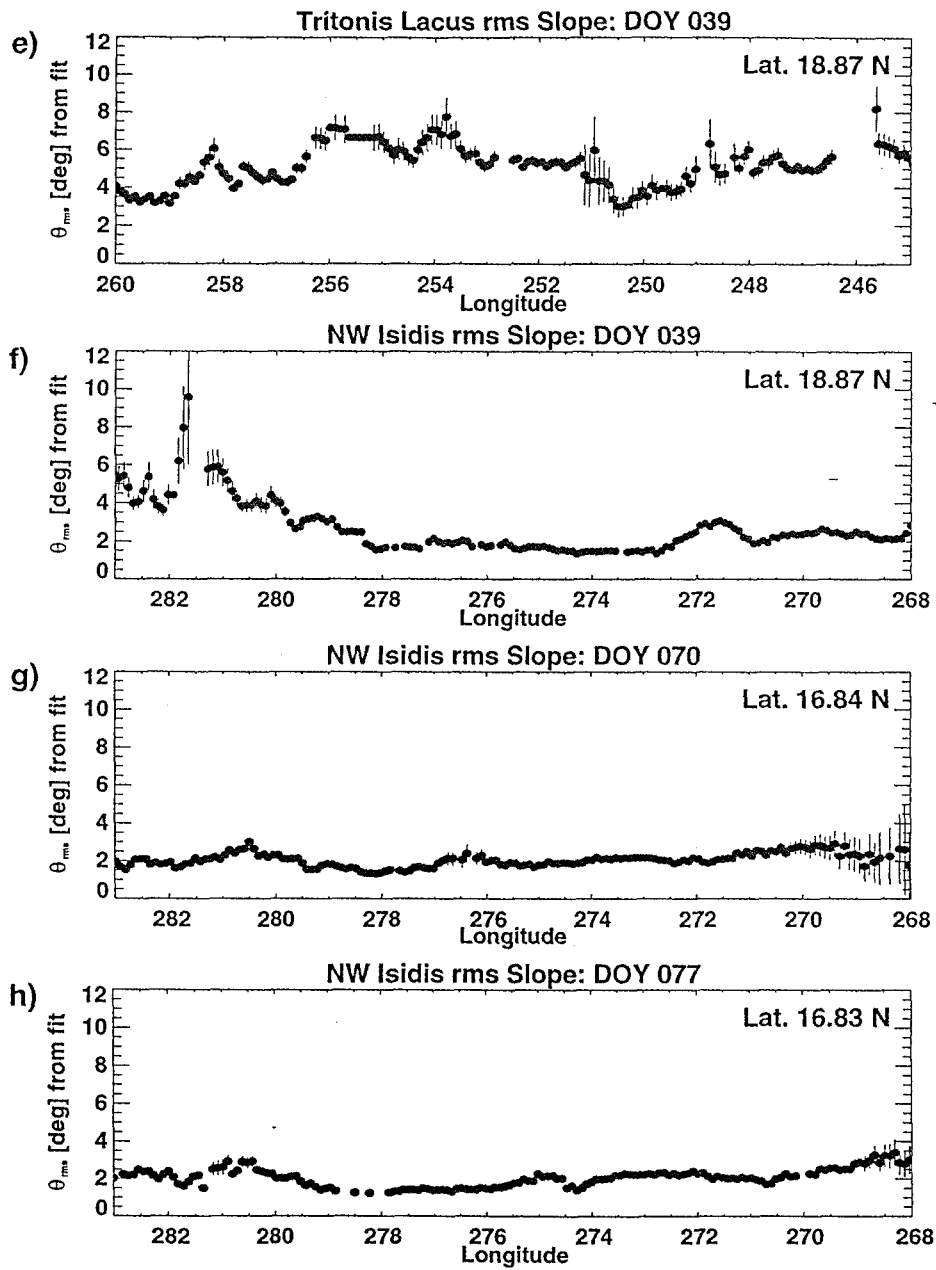 e)
Tritonis Lacus rms Slope: DOY 039
Lat. 18.87 N
θrms [deg] from fit
12
10
8
6
4
2
0
260 258 256 254 252 250 248 246
Longitude
f)
NW Isidis rms Slope: DOY 039
Lat. 18.87 N
θrms [deg] from fit
12
10
8
6
4
2
0
282 280 278 276 274 272 270 268
Longitude
g)
NW Isidis rms Slope: DOY 070
Lat. 16.84 N
θrms [deg] from fit
12
10
8
6
4
2
0
282 280 278 276 274 272 270 268
Longitude
h)
NW Isidis rms Slope: DOY 077
Lat. 16.83 N
θrms [deg] from fit
12
10
8
6
4
2
0
282 280 278 276 274 272 270 268
Longitude